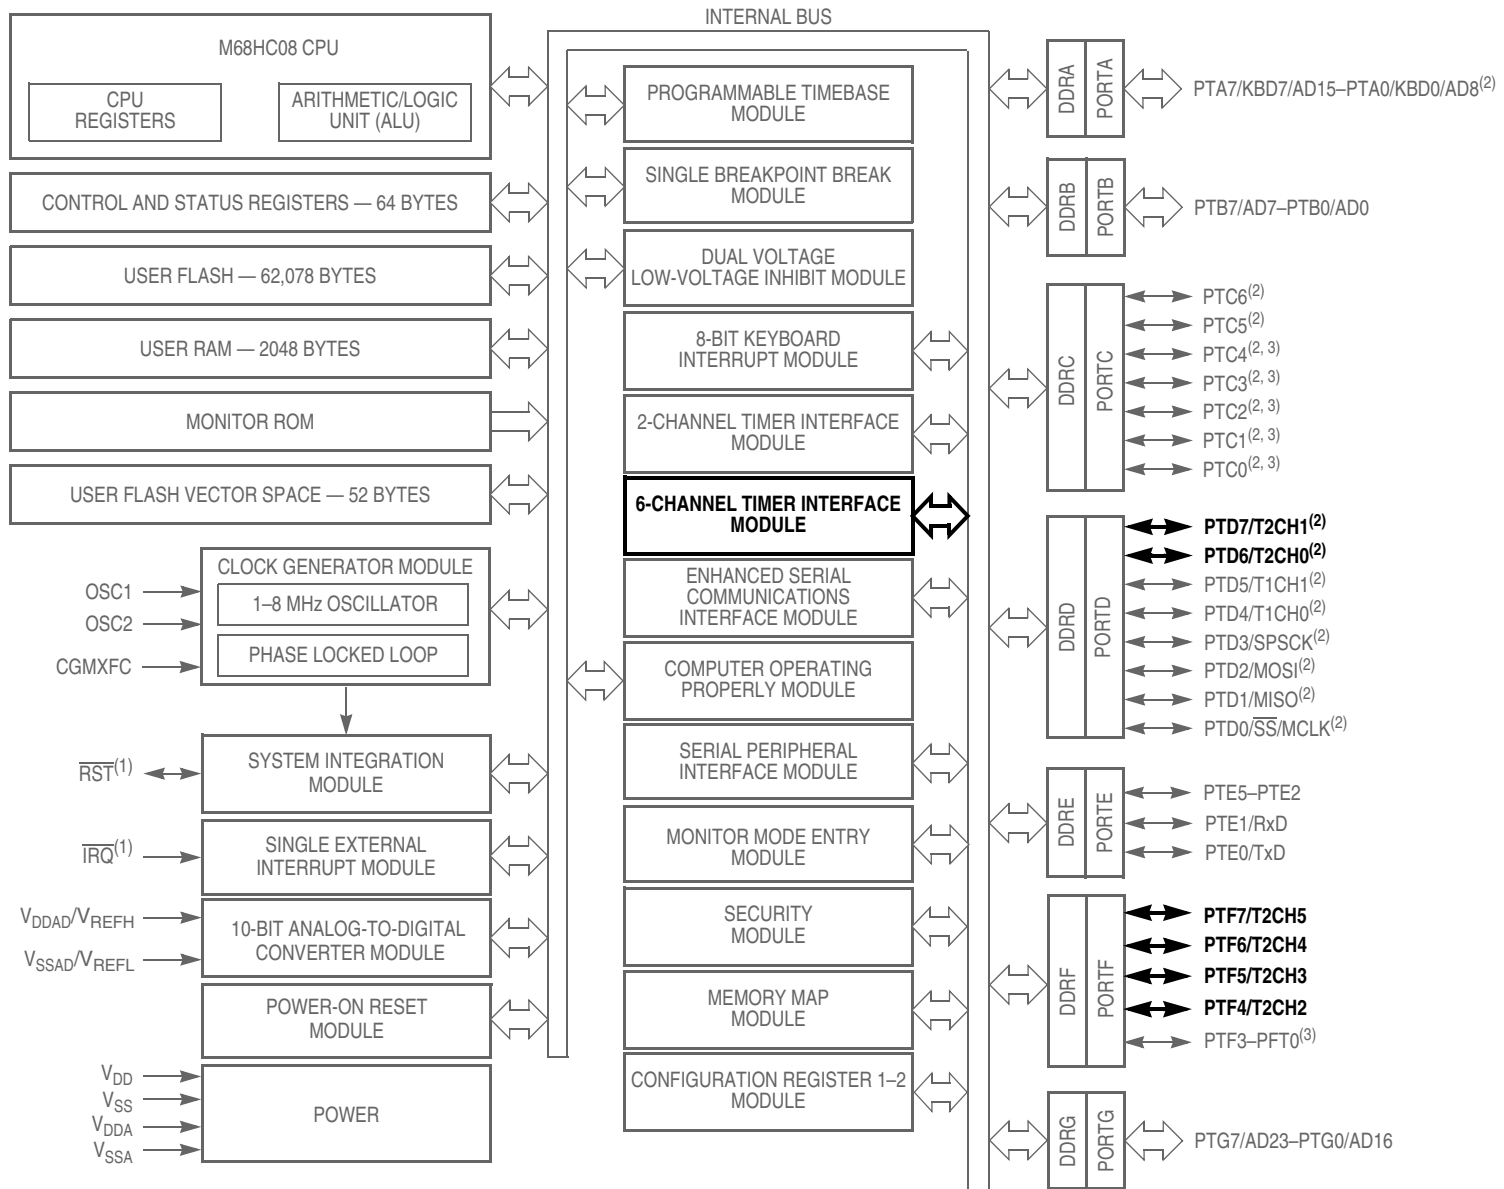 INTERNAL BUS
M68HC08 CPU
CPU
REGISTERS
ARITHMETIC/LOGIC
UNIT (ALU)
CONTROL AND STATUS REGISTERS — 64 BYTES
USER FLASH — 62,078 BYTES
USER RAM — 2048 BYTES
MONITOR ROM
USER FLASH VECTOR SPACE — 52 BYTES
OSC1
OSC2
CGMXFC
CLOCK GENERATOR MODULE
1–8 MHz OSCILLATOR
PHASE LOCKED LOOP
RST(1)
SYSTEM INTEGRATION
MODULE
IRQ(1)
SINGLE EXTERNAL
INTERRUPT MODULE
VDDAD/VREFH
VSSAD/VREFL
10-BIT ANALOG-TO-DIGITAL
CONVERTER MODULE
POWER-ON RESET
MODULE
VDD
VSS
VDDA
VSSA
POWER
PROGRAMMABLE TIMEBASE
MODULE
SINGLE BREAKPOINT BREAK
MODULE
DUAL VOLTAGE
LOW-VOLTAGE INHIBIT MODULE
8-BIT KEYBOARD
INTERRUPT MODULE
2-CHANNEL TIMER INTERFACE
MODULE
6-CHANNEL TIMER INTERFACE
MODULE
ENHANCED SERIAL
COMMUNICATIONS
INTERFACE MODULE
COMPUTER OPERATING
PROPERLY MODULE
SERIAL PERIPHERAL
INTERFACE MODULE
MONITOR MODE ENTRY
MODULE
SECURITY
MODULE
MEMORY MAP
MODULE
CONFIGURATION REGISTER 1–2
MODULE
DDRA
PORTA
PTA7/KBD7/AD15–PTA0/KBD0/AD8(2)
DDRB
PORTB
PTB7/AD7–PTB0/AD0
DDRC
PORTC
PTC6(2)
PTC5(2)
PTC4(2, 3)
PTC3(2, 3)
PTC2(2, 3)
PTC1(2, 3)
PTC0(2, 3)
DDRD
PORTD
PTD7/T2CH1(2)
PTD6/T2CH0(2)
PTD5/T1CH1(2)
PTD4/T1CH0(2)
PTD3/SPSCK(2)
PTD2/MOSI(2)
PTD1/MISO(2)
PTD0/SS/MCLK(2)
DDRE
PORTE
PTE5–PTE2
PTE1/RxD
PTE0/TxD
DDRF
PORTF
PTF7/T2CH5
PTF6/T2CH4
PTF5/T2CH3
PTF4/T2CH2
PTF3–PFT0(3)
DDRG
PORTG
PTG7/AD23–PTG0/AD16